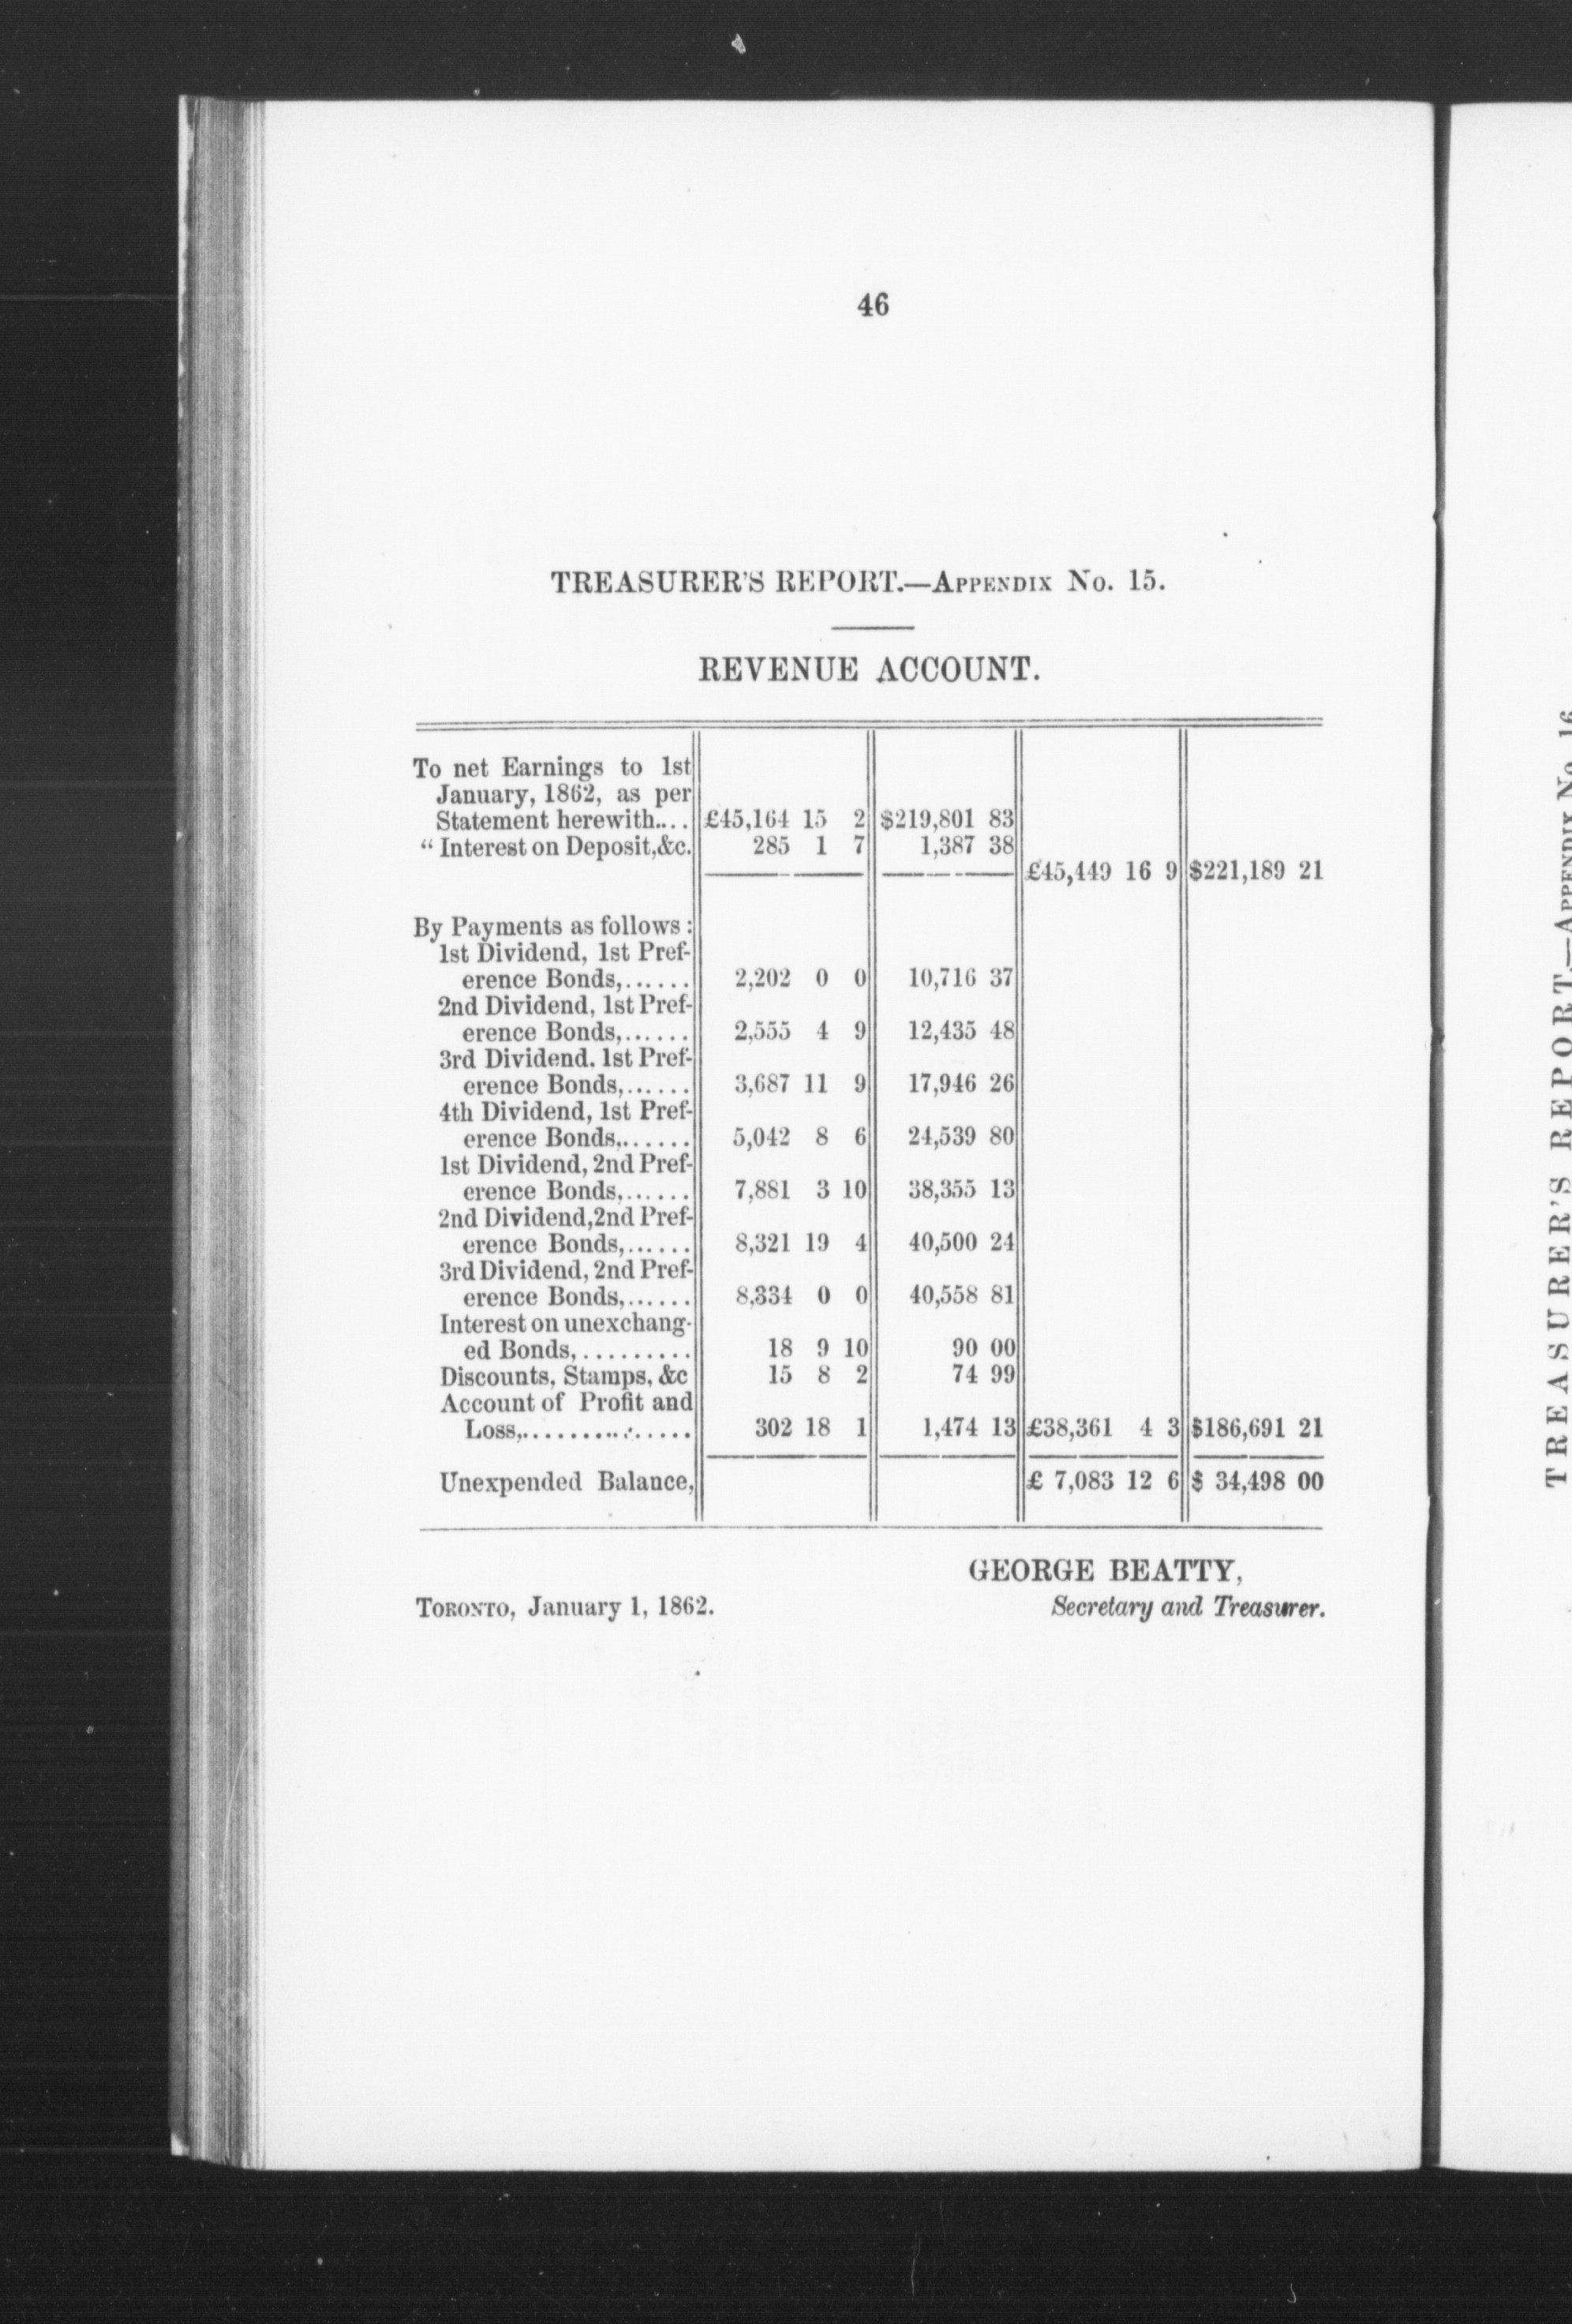 46
TREASURER'S REPORT.—APPENDIX No. 15.
REVENUE ACCOUNT.
To net Earnings to 1st
January, 1862, as per
Statement herewith.... £45,164 15 2 $219,801 83
" Interest on Deposit,&c. 285 1 7 1,387 38
£45,449 16 9 $221,189 21
By Payments as follows:
1st Dividend, 1st Pref-
erence Bonds,...... 2,202 0 0 10,716 37
2nd Dividend, 1st Pref-
erence Bonds,...... 2,555 4 9 12,435 48
3rd Dividend. 1st Pref-
erence Bonds,...... 3,687 11 9 17,946 26
4th Dividend, 1st Pref-
erence Bonds,...... 5,042 8 6 24,539 80
1st Dividend, 2nd Pref-
erence Bonds,...... 7,881 3 10 38,355 13
2nd Dividend,2nd Pref-
erence Bonds,...... 8,321 19 4 40,500 24
3rd Dividend, 2nd Pref-
erence Bonds,...... 8,334 0 0 40,558 81
Interest on unexchang-
ed Bonds,.......... 18 9 10 90 00
Discounts, Stamps, &c 15 8 2 74 99
Account of Profit and
Loss,............... 302 18 1 1,474 13 £38,361 4 3 $186,691 21
Unexpended Balance, £ 7,083 12 6 $ 34,498 00
GEORGE BEATTY,
TORONTO, January 1, 1862. Secretary and Treasurer.
TREASURER'S REPORT.—APPENDIX No. 16